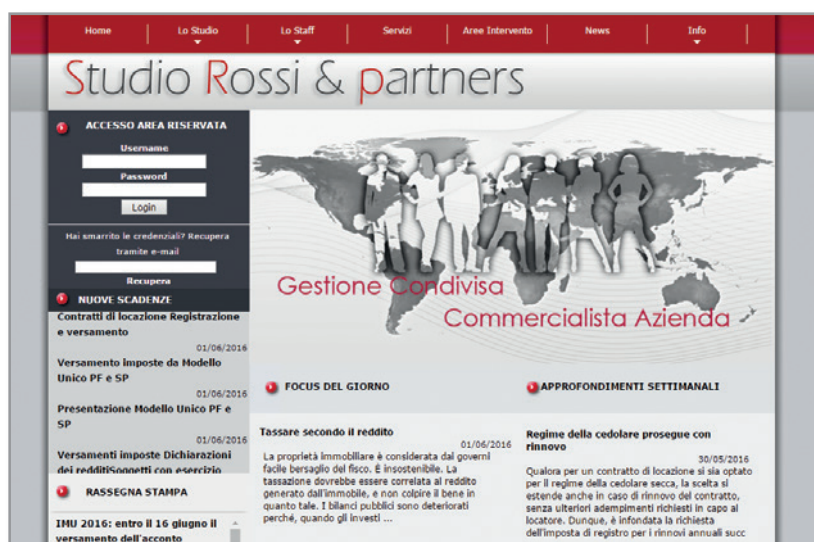 Home Lo Studio Lo Staff Servizi Aree Intervento News Info
Studio Rossi & partners
ACCESSO AREA RISERVATA
Username
Password
Login
Hai smarrito le credenziali? Recupera
tramite e-mail
Recupera
NUOVE SCADENZE
Contratti di locazione Registrazione
e versamento
01/06/2016
Versamento imposte da Modello
Unico PF e SP
01/06/2016
Presentazione Modello Unico PF e
SP
01/06/2016
Versamenti imposte Dichiarazioni
dei redditiSoggetti con esercizio
RASSEGNA STAMPA
IMU 2016: entro il 16 giugno il
versamento dell'acconto
Gestione Condivisa
Commercialista Azienda
FOCUS DEL GIORNO
Tassare secondo il reddito
01/06/2016
La proprietà immobiliare è considerata dai governi
facile bersaglio del fisco. É insostenibile. La
tassazione dovrebbe essere correlata al reddito
generato dall'immobile, e non colpire il bene in
quanto tale. I bilanci pubblici sono deteriorati
perché, quando gli investi ...
APPROFONDIMENTI SETTIMANALI
Regime della cedolare prosegue con
rinnovo
30/05/2016
Qualora per un contratto di locazione si sia optato
per il regime della cedolare secca, la scelta si
estende anche in caso di rinnovo del contratto,
senza ulteriori adempimenti richiesti in capo al
locatore. Dunque, è infondata la richiesta
dell'imposta di registro per i rinnovi annuali succ